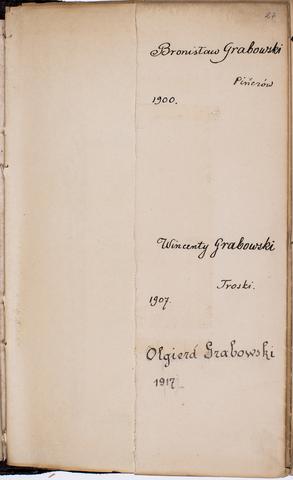 27
Bronisław Grabowski
Pińczów
1900.
Wincenty Grabowski
Troski.
1907.
Olgierd Grabowski
1917